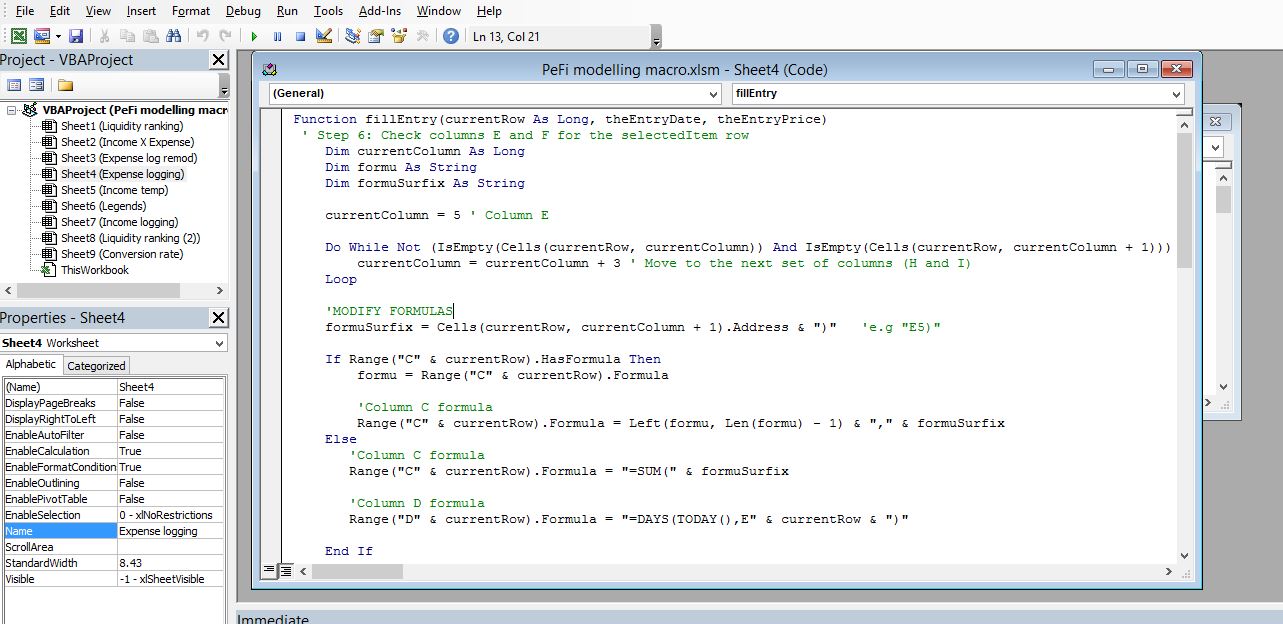 File Edit View Insert Format Debug Run Tools Add-Ins Window Help
Ln 13, Col 21
Project - VBAProject
VBAProject (PeFi modelling macr
Sheet1 (Liquidity ranking)
Sheet2 (Income X Expense)
Sheet3 (Expense log remod)
Sheet4 (Expense logging)
Sheet5 (Income temp)
Sheet6 (Legends)
Sheet7 (Income logging)
Sheet8 (Liquidity ranking (2))
Sheet9 (Conversion rate)
ThisWorkbook
Properties - Sheet4
Sheet4 Worksheet
Alphabetic Categorized
(Name) Sheet4
DisplayPageBreaks False
DisplayRightToLeft False
EnableAutoFilter False
EnableCalculation True
EnableFormatCondition True
EnableOutlining False
EnablePivotTable False
EnableSelection 0 - xlNoRestrictions
Name Expense logging
ScrollArea
StandardWidth 8.43
Visible -1 - xlSheetVisible
PeFi modelling macro.xlsm - Sheet4 (Code)
(General) fillEntry
Function fillEntry(currentRow As Long, theEntryDate, theEntryPrice)
' Step 6: Check columns E and F for the selectedItem row
Dim currentColumn As Long
Dim formu As String
Dim formuSurfix As String
currentColumn = 5 ' Column E
Do While Not (IsEmpty(Cells(currentRow, currentColumn)) And IsEmpty(Cells(currentRow, currentColumn + 1)))
currentColumn = currentColumn + 3 ' Move to the next set of columns (H and I)
Loop
'MODIFY FORMULAS
formuSurfix = Cells(currentRow, currentColumn + 1).Address & ")" 'e.g "E5)"
If Range("C" & currentRow).HasFormula Then
formu = Range("C" & currentRow).Formula
'Column C formula
Range("C" & currentRow).Formula = Left(formu, Len(formu) - 1) & "," & formuSurfix
Else
'Column C formula
Range("C" & currentRow).Formula = "=SUM(" & formuSurfix
'Column D formula
Range("D" & currentRow).Formula = "=DAYS(TODAY(),E" & currentRow & ")"
End If
Immediate